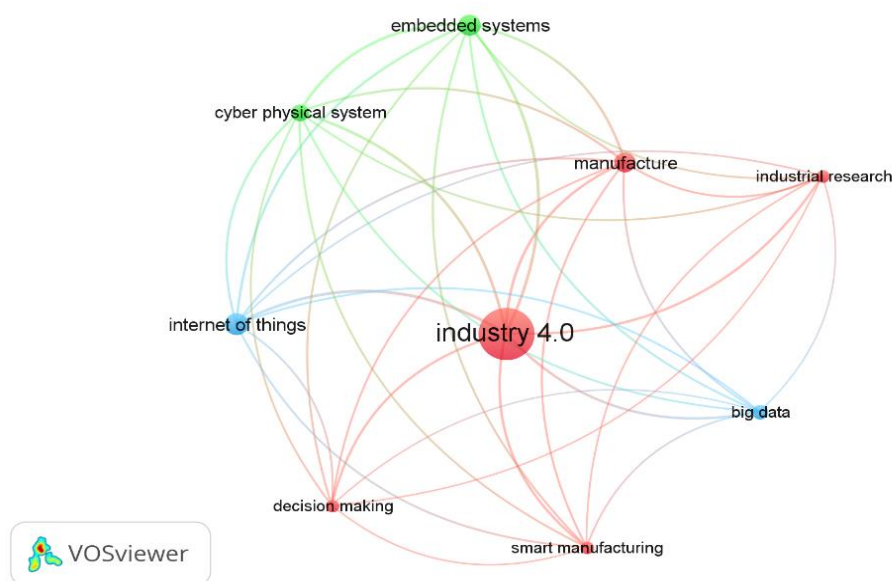 embedded systems
cyber physical system
manufacture
industrial research
internet of things
industry 4.0
big data
decision making
smart manufacturing
VOSviewer